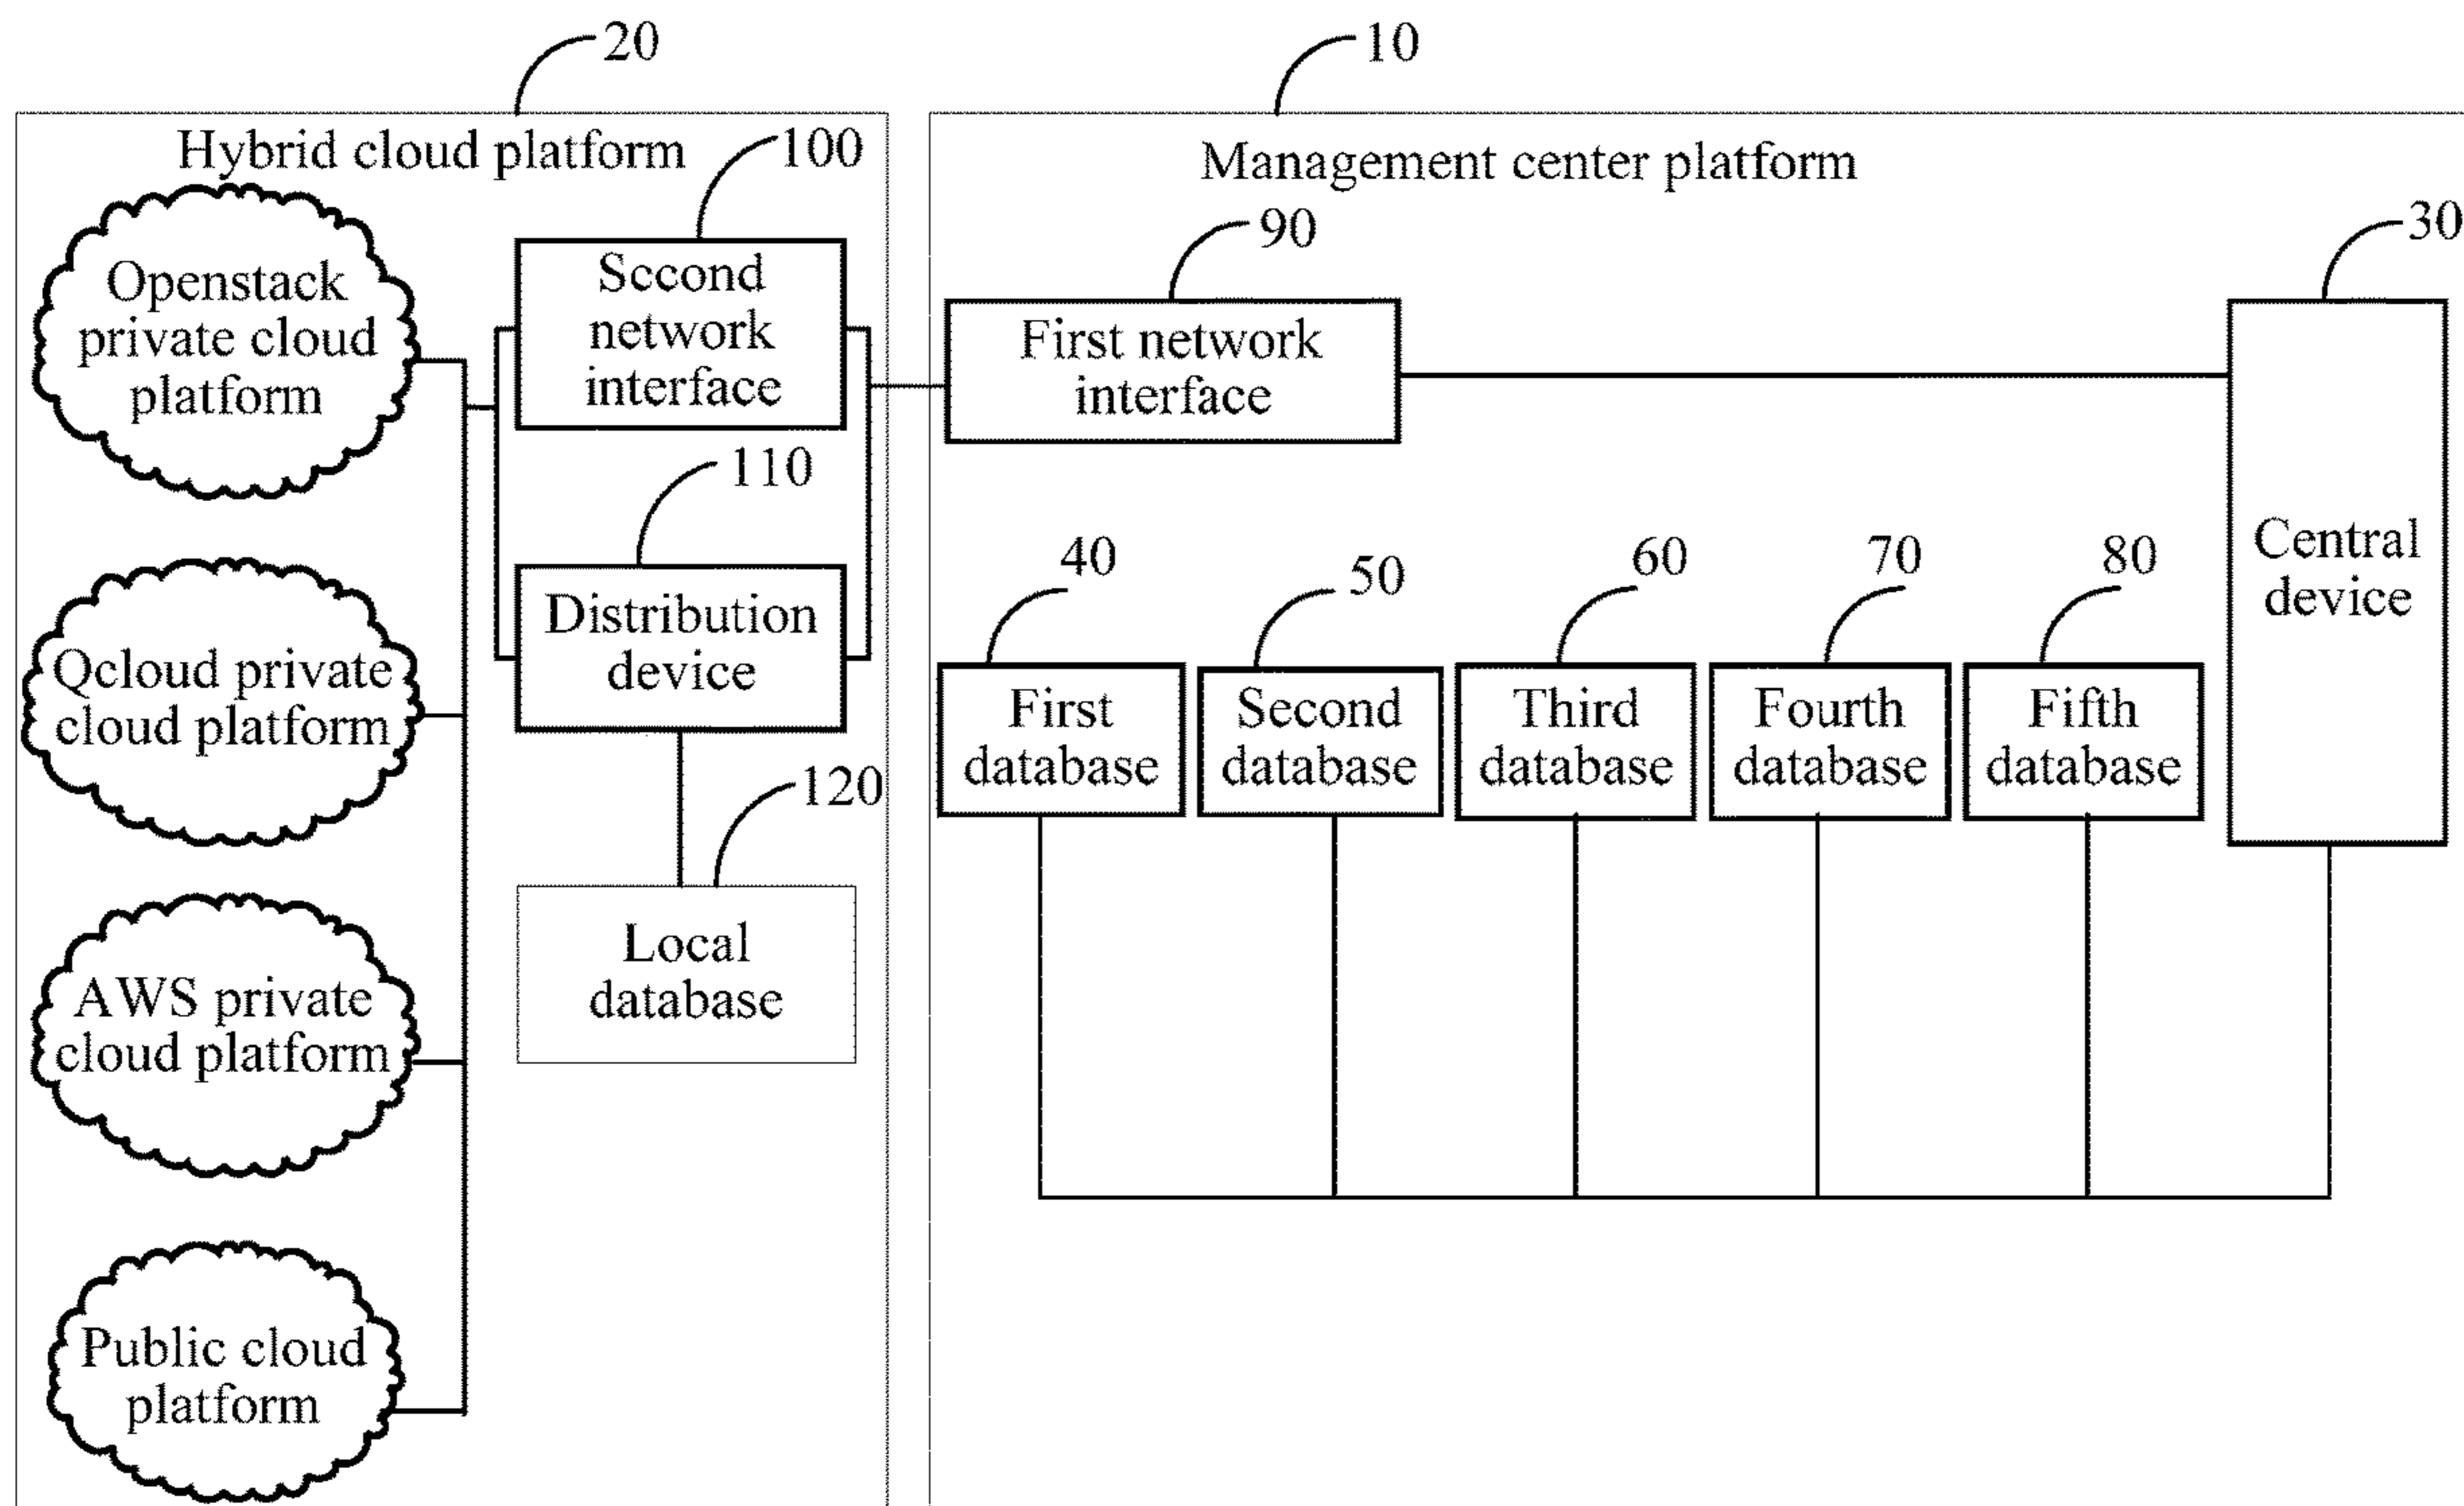 20
10
Hybrid cloud platform
100
Management center platform
90
30
Openstack
private cloud
platform
Sccond
network
interface
First network
interface
110
Central
device
40
50
60
70
80
Distribution
device
Qcloud private
cloud platform
First
database
Second
database
Third
database
Fourth
database
Fifth
database
120
Local
database
AWS private
cloud platform
Public cloud
platform